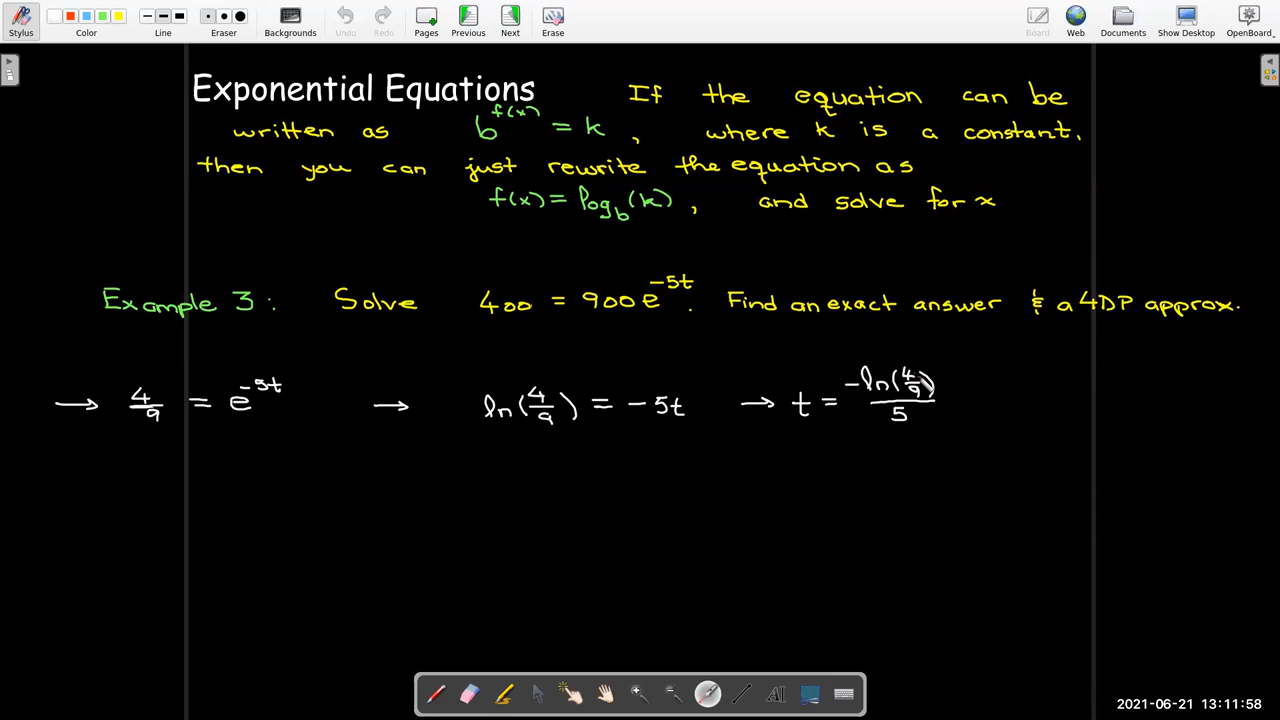 Stylus Color Line Eraser Backgrounds Undo Redo Pages Previous Next Erase Board Web Documents Show Desktop OpenBoard
Exponential Equations If the equation can be
written as b^{f(x)} = k, where k is a constant,
then you can just rewrite the equation as
f(x) = log_b(k), and solve for x
Example 3: Solve 400 = 900e^{-5t}. Find an exact answer & a 4DP approx.
→ 4/9 = e^{-5t} → ln(4/9) = -5t → t = -ln(4/9)/5
AI
2021-06-21 13:11:58